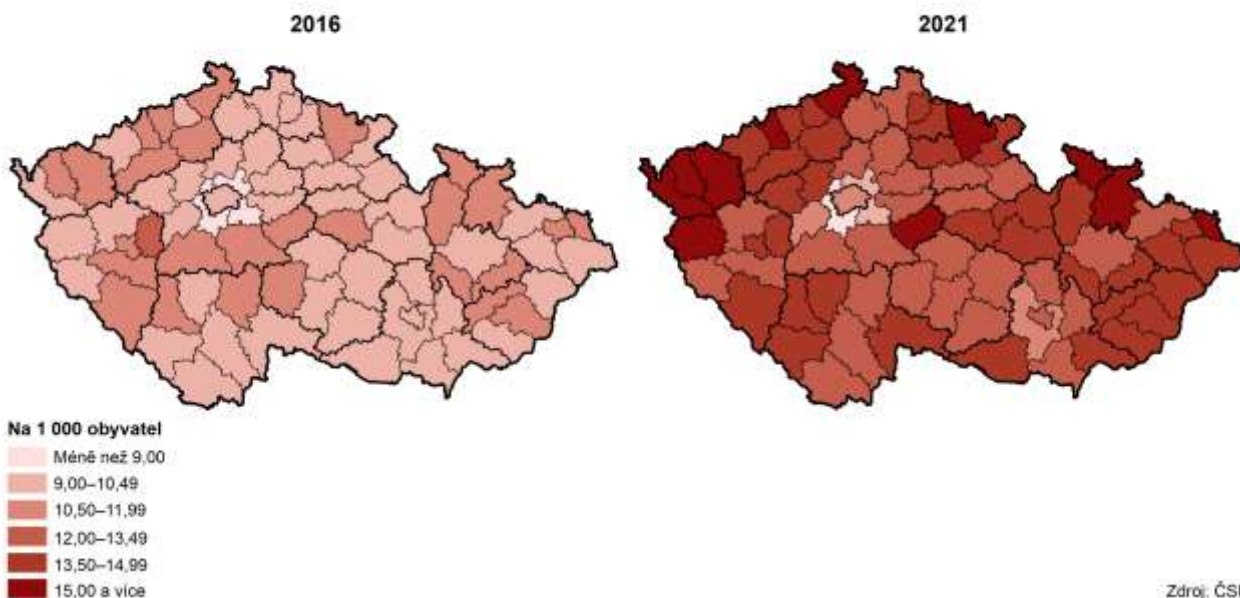 2016
2021
Na 1 000 obyvatel
Méně než 9,00
9,00–10,49
10,50–11,99
12,00–13,49
13,50–14,99
15,00 a více
Zdroj: ČSÚ